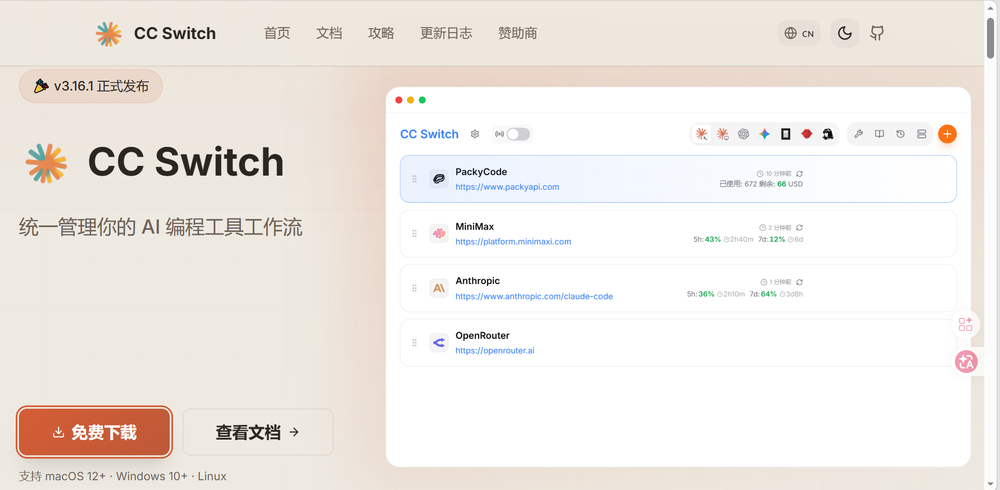 CC Switch
首页
文档
攻略
更新日志
赞助商
CN
v3.16.1 正式发布
CC Switch
统一管理你的 AI 编程工具工作流
免费下载
查看文档 →
支持 macOS 12+ · Windows 10+ · Linux
CC Switch
PackyCode
https://www.packyapi.com
10 分钟前
已使用: 672 剩余: 66 USD
MiniMax
https://platform.minimaxi.com
2 分钟前
5h: 43% 2h40m 7d: 12% 6d
Anthropic
https://www.anthropic.com/claude-code
1 分钟前
5h: 36% 2h10m 7d: 64% 3d8h
OpenRouter
https://openrouter.ai